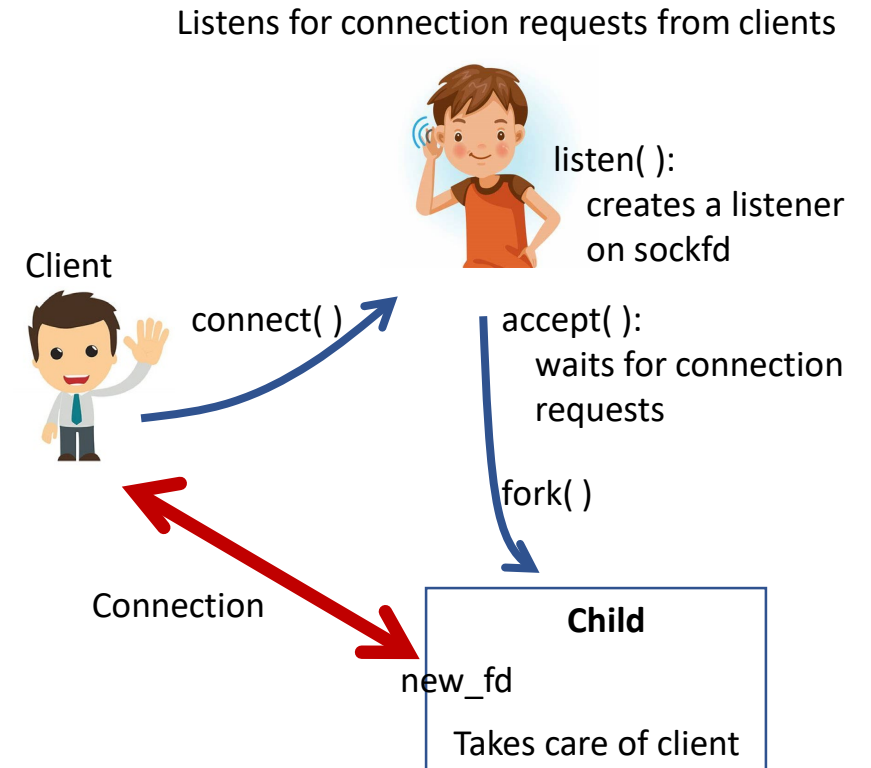 Listens for connection requests from clients
listen( ):
creates a listener
on sockfd
Client
connect( )
accept( ):
waits for connection
requests
fork( )
Connection
Child
new_fd
Takes care of client